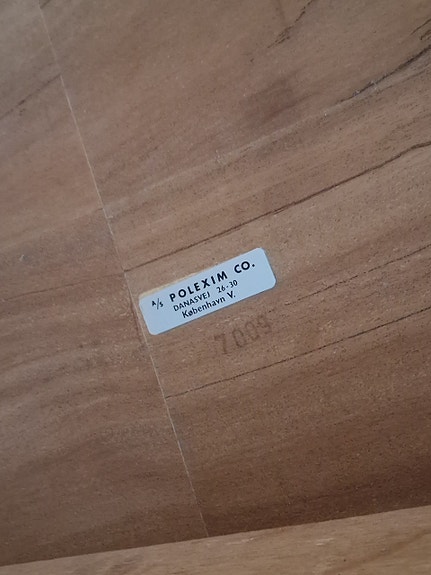 A/S POLEXIM CO.
DANASVEJ 26-30
København V.
7009